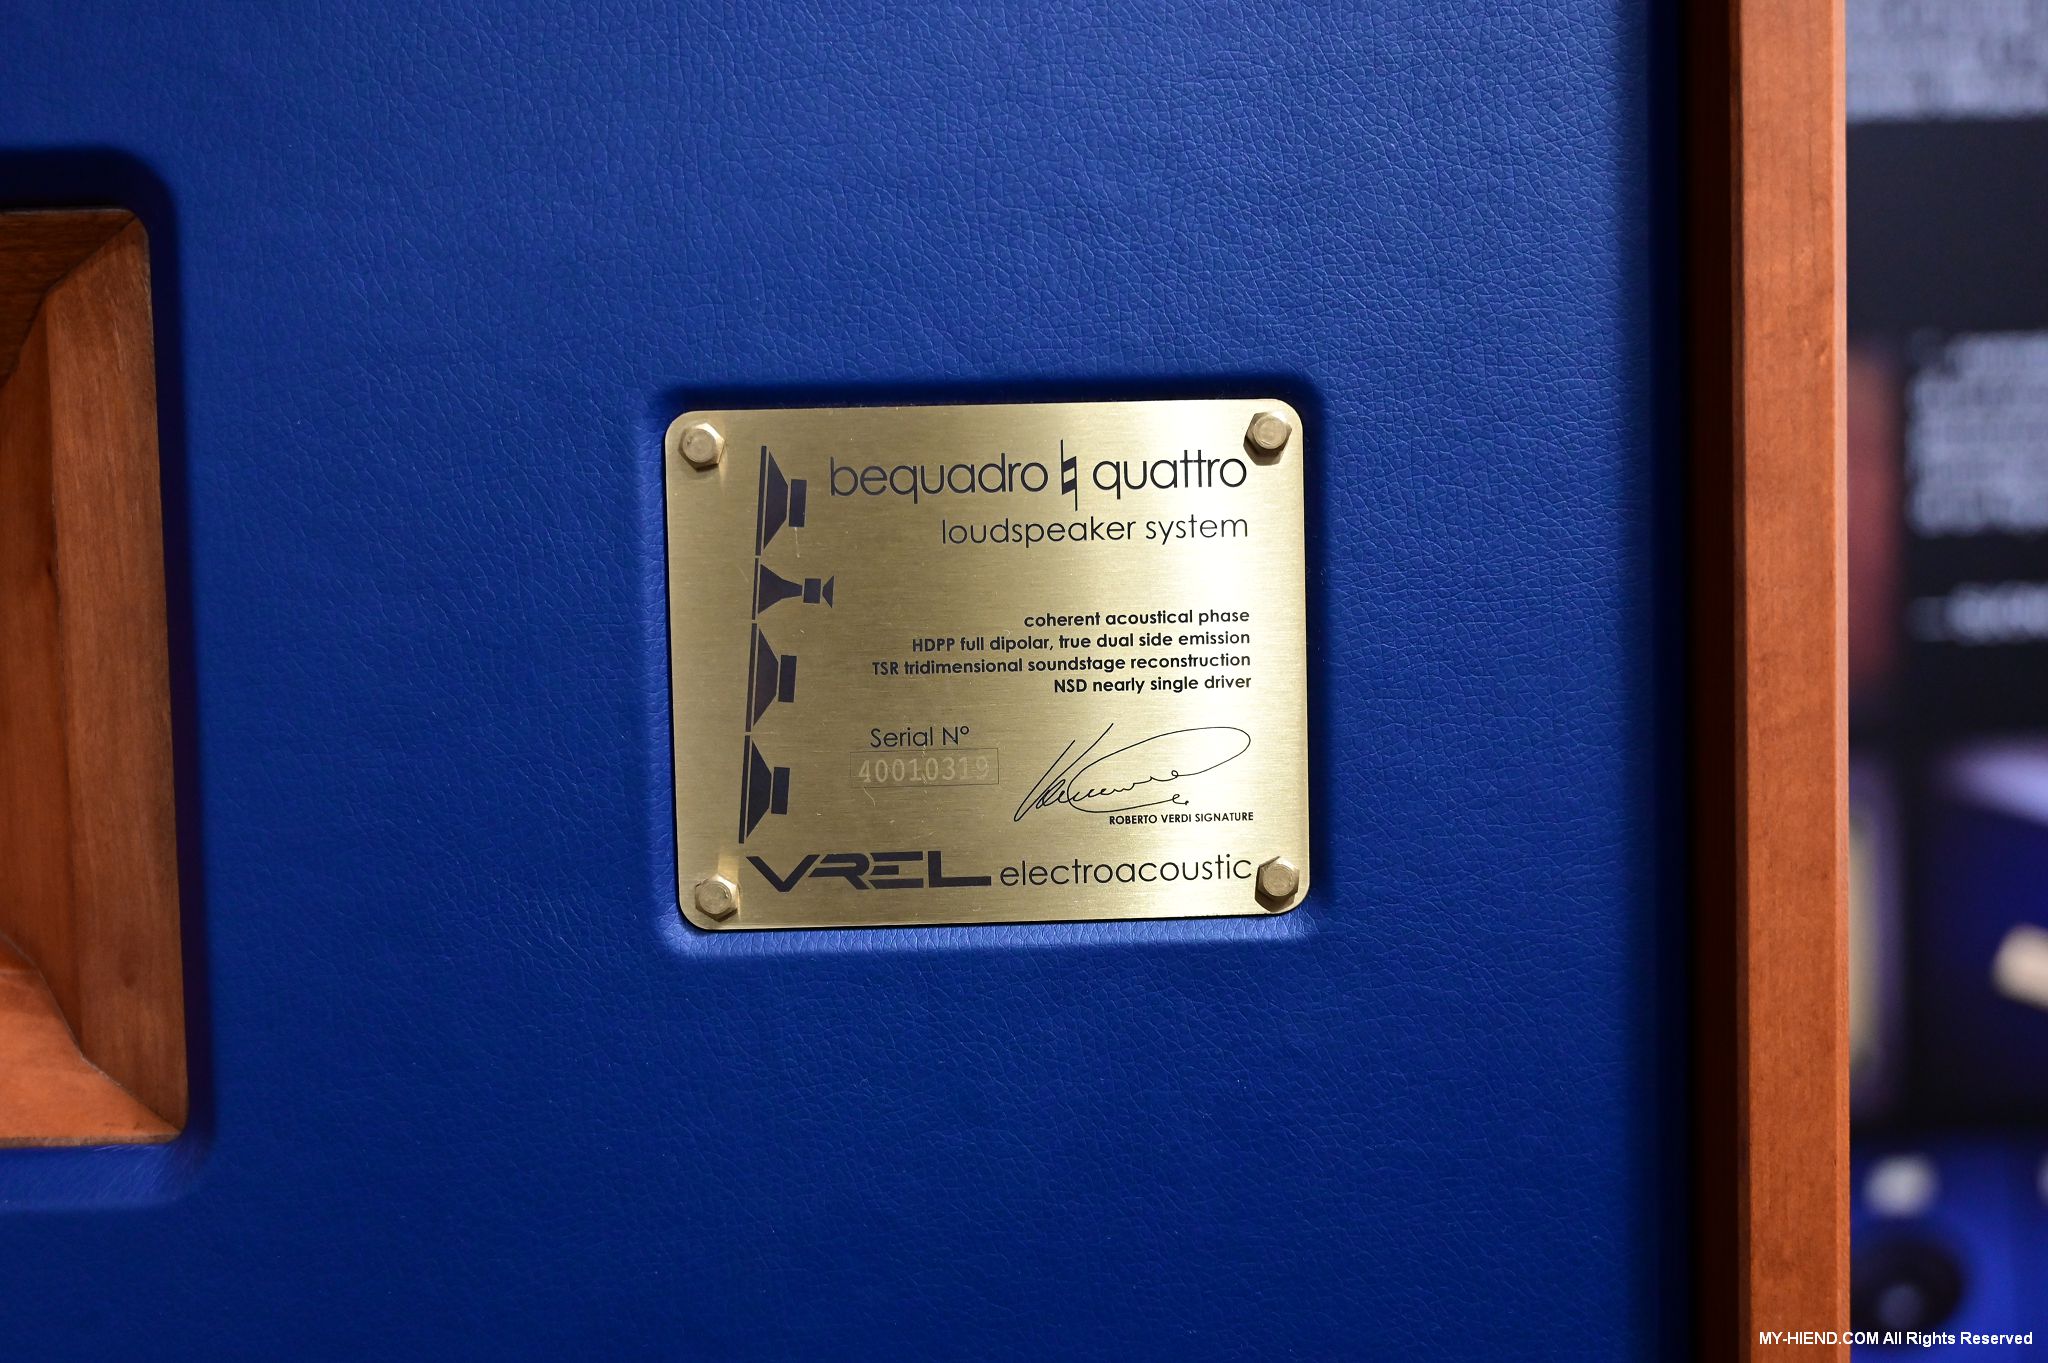 bequadro ♮ quattro
loudspeaker system
coherent acoustical phase
HDPP full dipolar, true dual side emission
TSR tridimensional soundstage reconstruction
NSD nearly single driver
Serial N°
40010319
ROBERTO VERDI SIGNATURE
VREL electroacoustic
MY-HIEND.COM All Rights Reserved